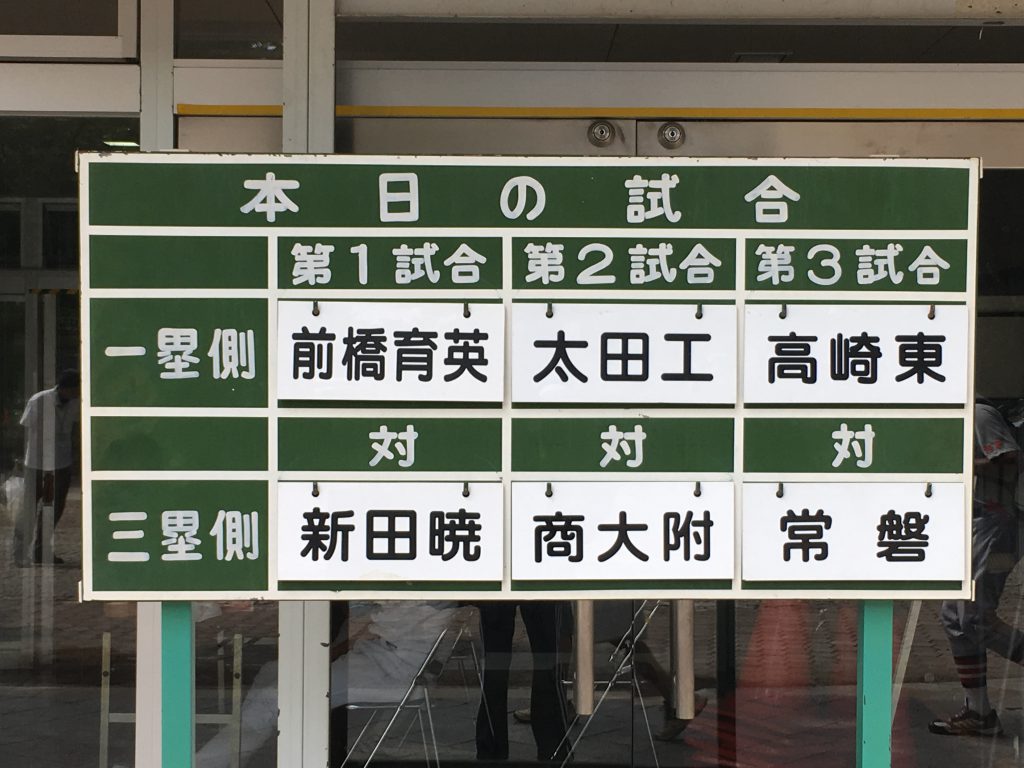 本日の試合
第1試合 第2試合 第3試合
一塁側 前橋育英 太田工 高崎東
対 対 対
三塁側 新田暁 商大附 常磐